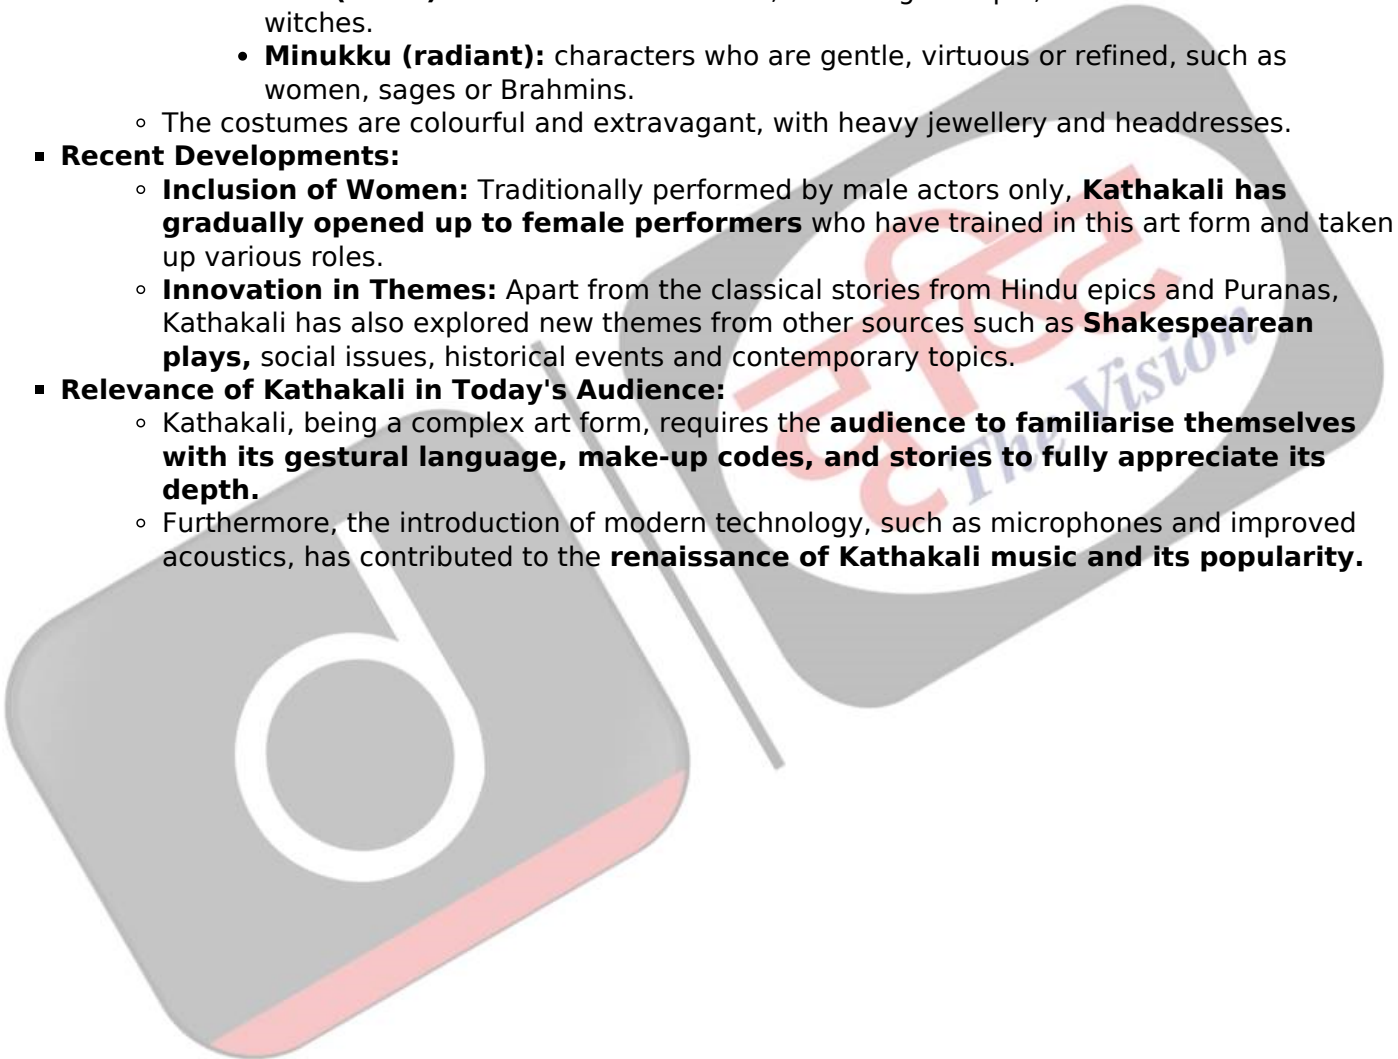 witches.
• Minukku (radiant): characters who are gentle, virtuous or refined, such as
women, sages or Brahmins.
○ The costumes are colourful and extravagant, with heavy jewellery and headdresses.
▪ Recent Developments:
○ Inclusion of Women: Traditionally performed by male actors only, Kathakali has
gradually opened up to female performers who have trained in this art form and taken
up various roles.
○ Innovation in Themes: Apart from the classical stories from Hindu epics and Puranas,
Kathakali has also explored new themes from other sources such as Shakespearean
plays, social issues, historical events and contemporary topics.
▪ Relevance of Kathakali in Today's Audience:
○ Kathakali, being a complex art form, requires the audience to familiarise themselves
with its gestural language, make-up codes, and stories to fully appreciate its
depth.
○ Furthermore, the introduction of modern technology, such as microphones and improved
acoustics, has contributed to the renaissance of Kathakali music and its popularity.
दृष्टि
The Vision
d